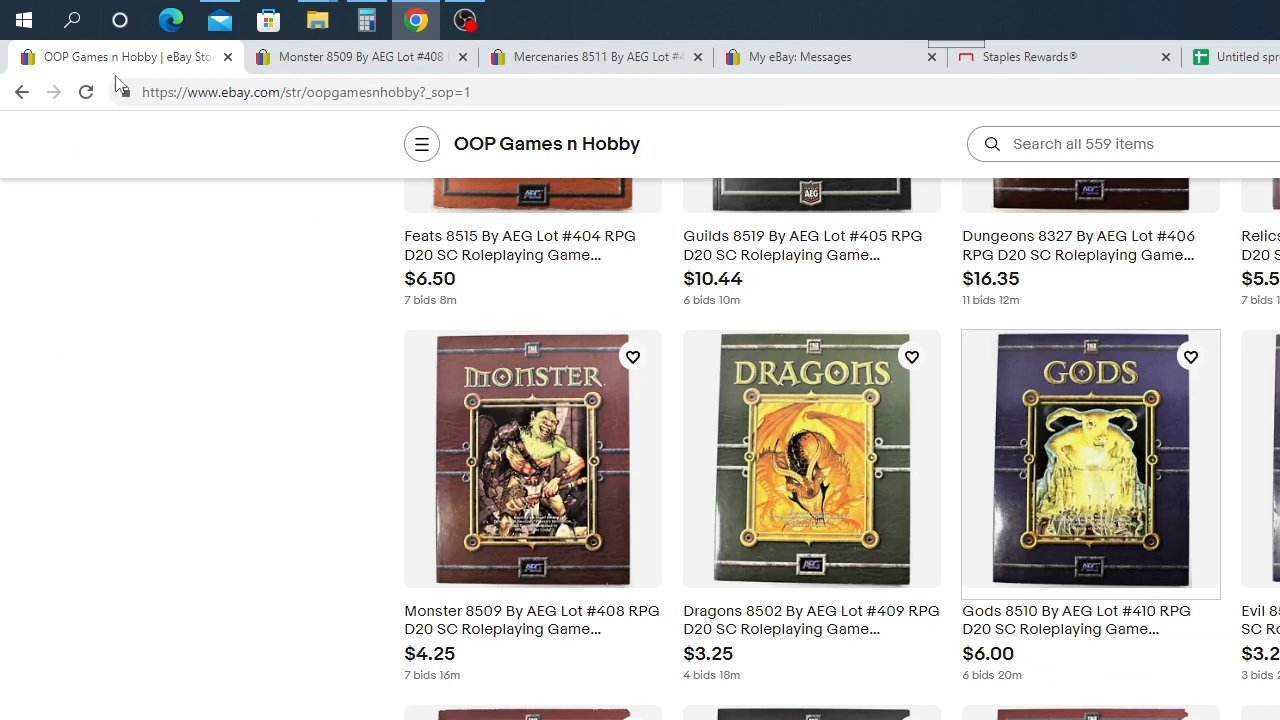 OOP Games n Hobby | eBay Sto
Monster 8509 By AEG Lot #408
Mercenaries 8511 By AEG Lot #4
My eBay: Messages
Staples Rewards®
Untitled spr
https://www.ebay.com/str/oopgamesnhobby?_sop=1
OOP Games n Hobby
Search all 559 items
AEG
AEG
AEG
Feats 8515 By AEG Lot #404 RPG
D20 SC Roleplaying Game...
$6.50
7 bids 8m
Guilds 8519 By AEG Lot #405 RPG
D20 SC Roleplaying Game...
$10.44
6 bids 10m
Dungeons 8327 By AEG Lot #406
RPG D20 SC Roleplaying Game...
$16.35
11 bids 12m
Relics
D20 S
$5.5
7 bids 1
MONSTER
AEG
DRAGONS
AEG
GODS
AEG
Monster 8509 By AEG Lot #408 RPG
D20 SC Roleplaying Game...
$4.25
7 bids 16m
Dragons 8502 By AEG Lot #409 RPG
D20 SC Roleplaying Game...
$3.25
4 bids 18m
Gods 8510 By AEG Lot #410 RPG
D20 SC Roleplaying Game...
$6.00
6 bids 20m
Evil 85
SC Ro
$3.2
3 bids 2